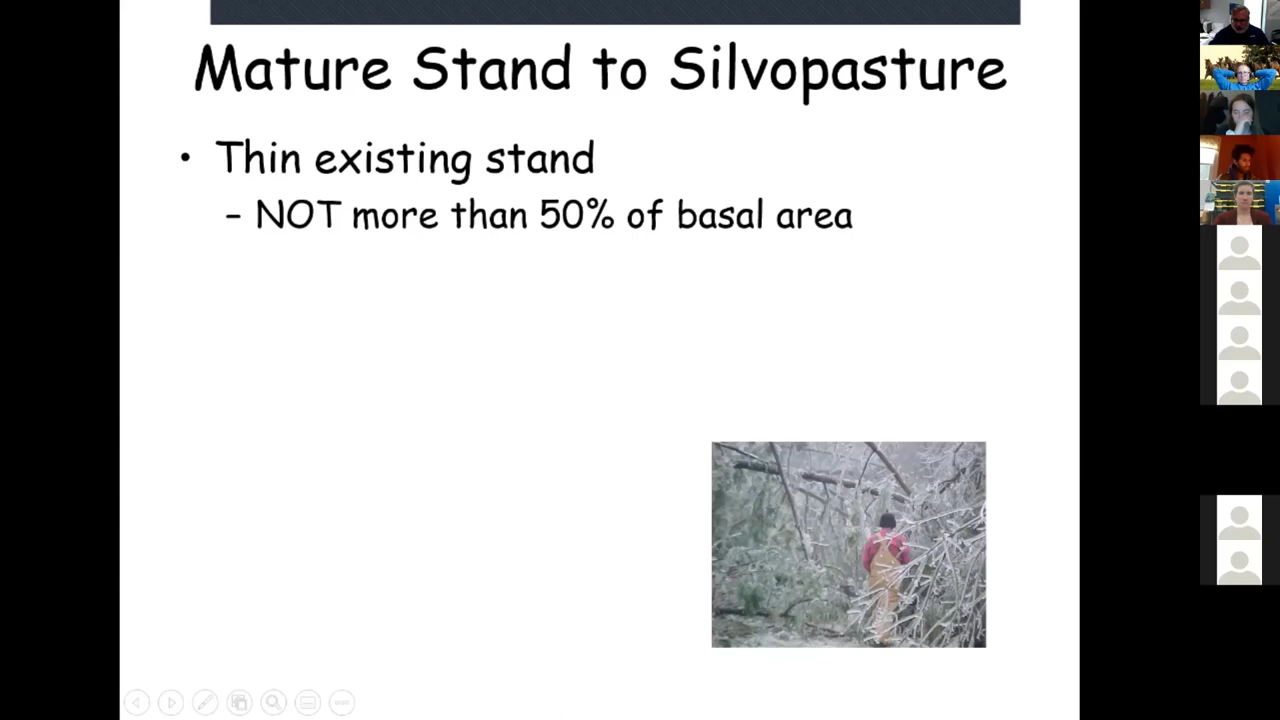 Mature Stand to Silvopasture
• Thin existing stand
– NOT more than 50% of basal area